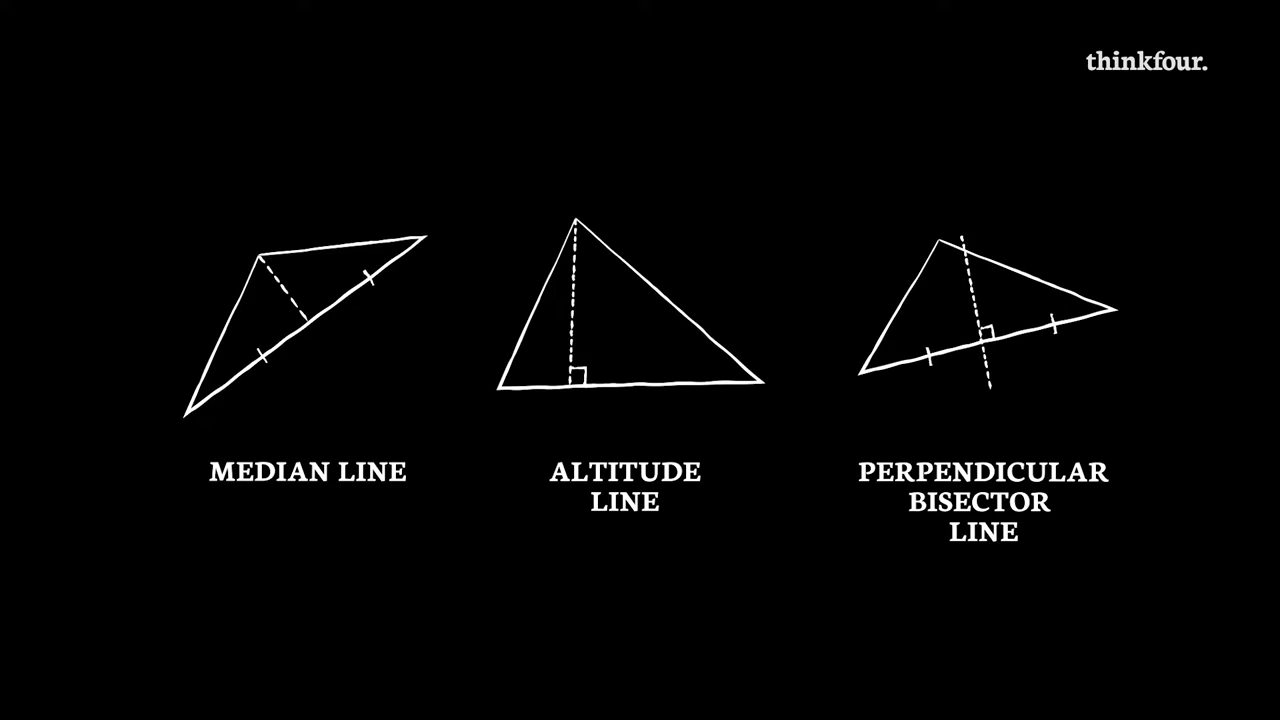 thinkfour.
MEDIAN LINE
ALTITUDE
LINE
PERPENDICULAR
BISECTOR
LINE